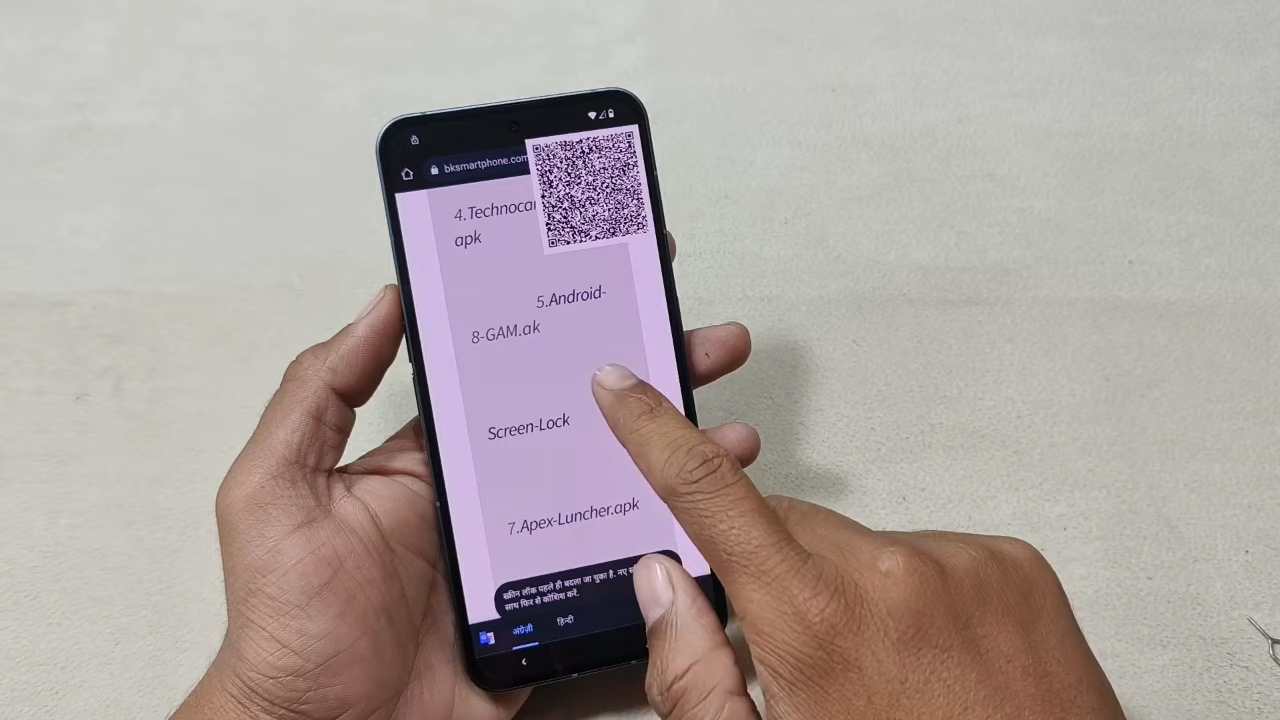 bksmartphone.com
4.Technocar
apk
5.Android-
8-GAM.ak
Screen-Lock
7.Apex-Luncher.apk
स्क्रीन लॉक पहले ही बदला जा चुका है. नए
साथ फिर से कोशिश करें.
अंग्रेज़ी हिन्दी